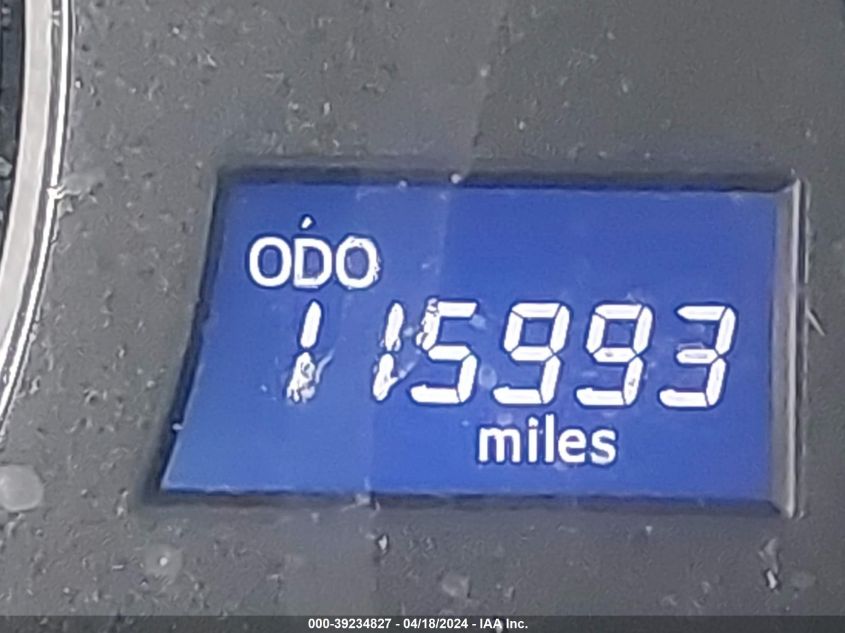 ODO
115993
miles
000-39234827 - 04/18/2024 - IAA Inc.